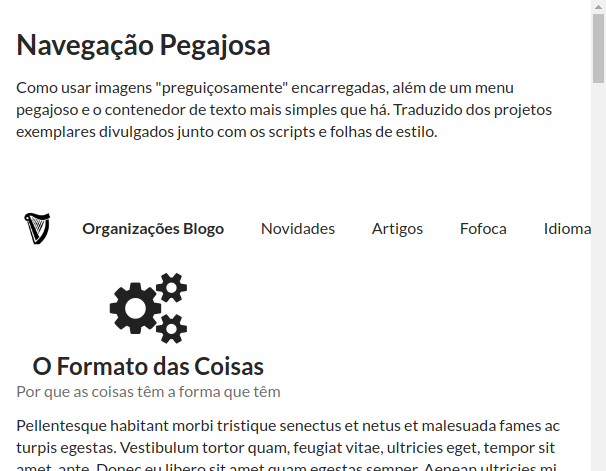 Navegação Pegajosa
Como usar imagens "preguiçosamente" encarregadas, além de um menu
pegajoso e o contenedor de texto mais simples que há. Traduzido dos projetos
exemplares divulgados junto com os scripts e folhas de estilo.
Organizações Blogo Novidades Artigos Fofoca Idioma
O Formato das Coisas
Por que as coisas têm a forma que têm
Pellentesque habitant morbi tristique senectus et netus et malesuada fames ac
turpis egestas. Vestibulum tortor quam, feugiat vitae, ultricies eget, tempor sit
amet, ante. Donec eu libero sit amet quam egestas semper. Aenean ultricies mi